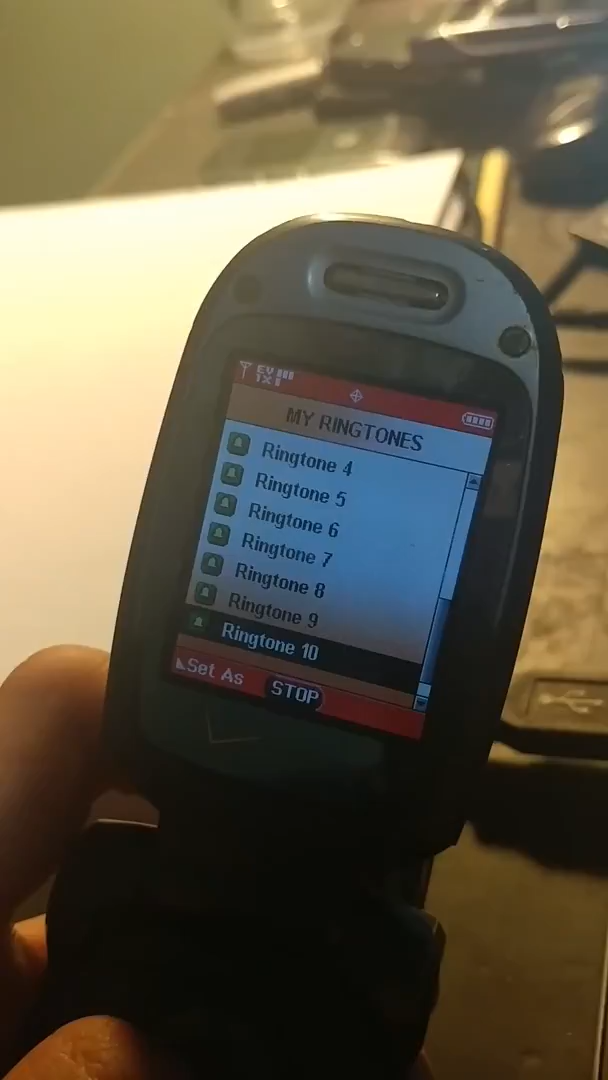 EV
1X
MY RINGTONES
Ringtone 4
Ringtone 5
Ringtone 6
Ringtone 7
Ringtone 8
Ringtone 9
Ringtone 10
Set As
STOP